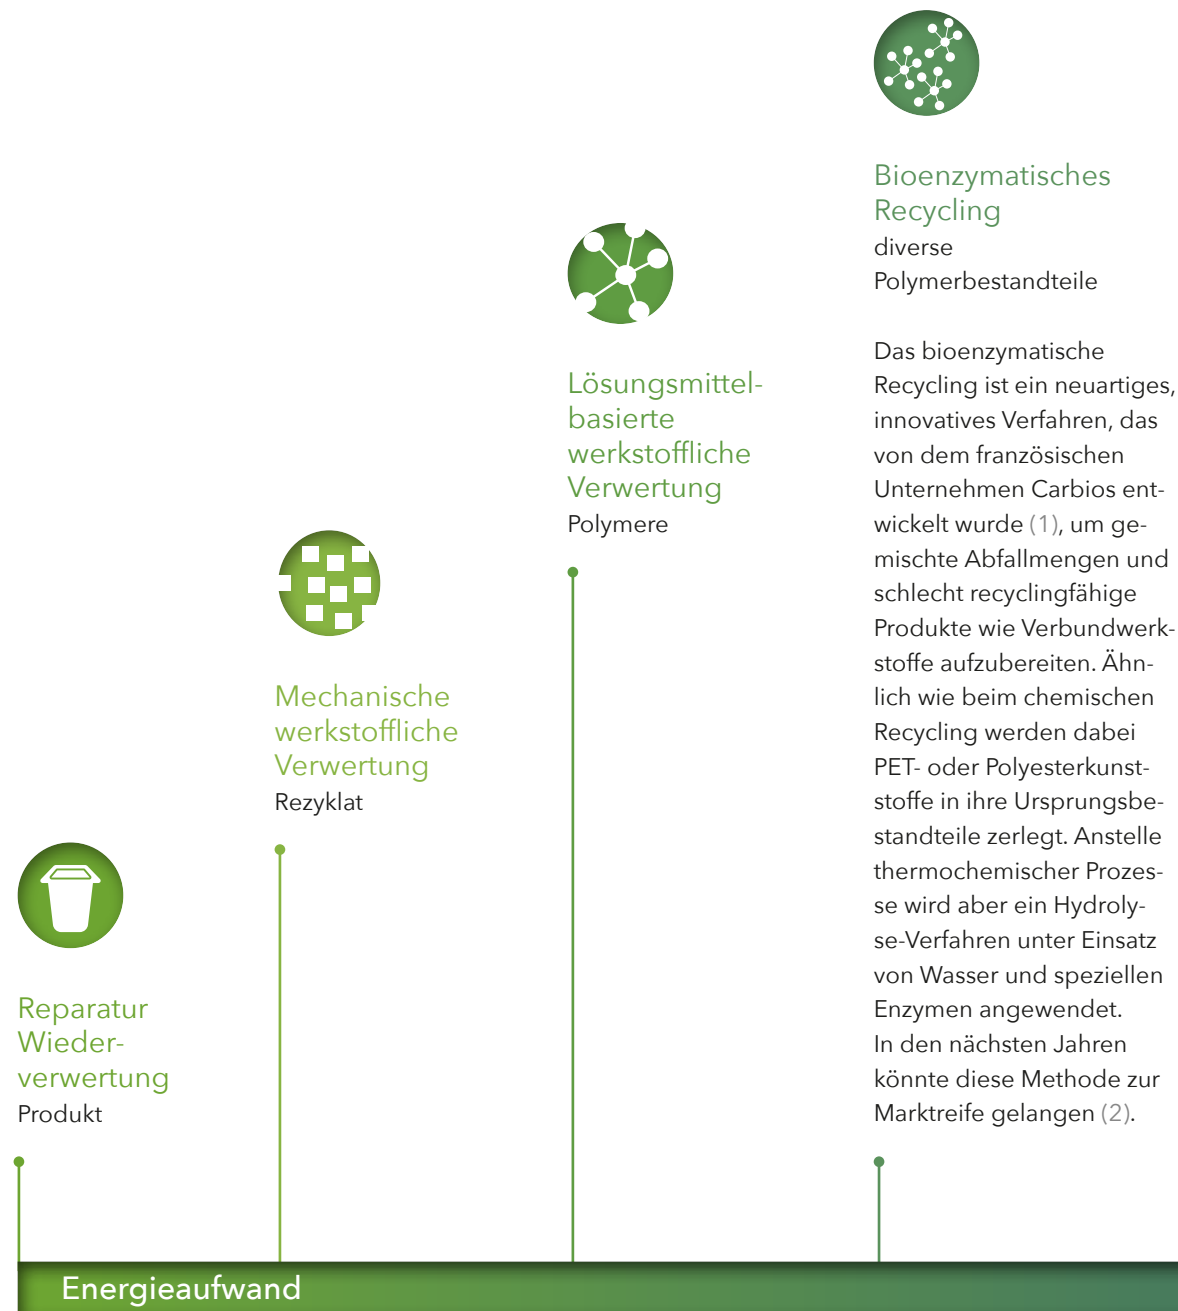 Bioenzymatisches
Recycling
diverse
Polymerbestandteile
Das bioenzymatische
Recycling ist ein neuartiges,
innovatives Verfahren, das
von dem französischen
Unternehmen Carbios ent-
wickelt wurde (1), um ge-
mischte Abfallmengen und
schlecht recyclingfähige
Produkte wie Verbundwerk-
stoffe aufzubereiten. Ähn-
lich wie beim chemischen
Recycling werden dabei
PET- oder Polyesterkunst-
stoffe in ihre Ursprungsbe-
standteile zerlegt. Anstelle
thermochemischer Prozes-
se wird aber ein Hydroly-
se-Verfahren unter Einsatz
von Wasser und speziellen
Enzymen angewendet.
In den nächsten Jahren
könnte diese Methode zur
Marktreife gelangen (2).
Lösungsmittel-
basierte
werkstoffliche
Verwertung
Polymere
Mechanische
werkstoffliche
Verwertung
Rezyklat
Reparatur
Wieder-
verwertung
Produkt
Energieaufwand